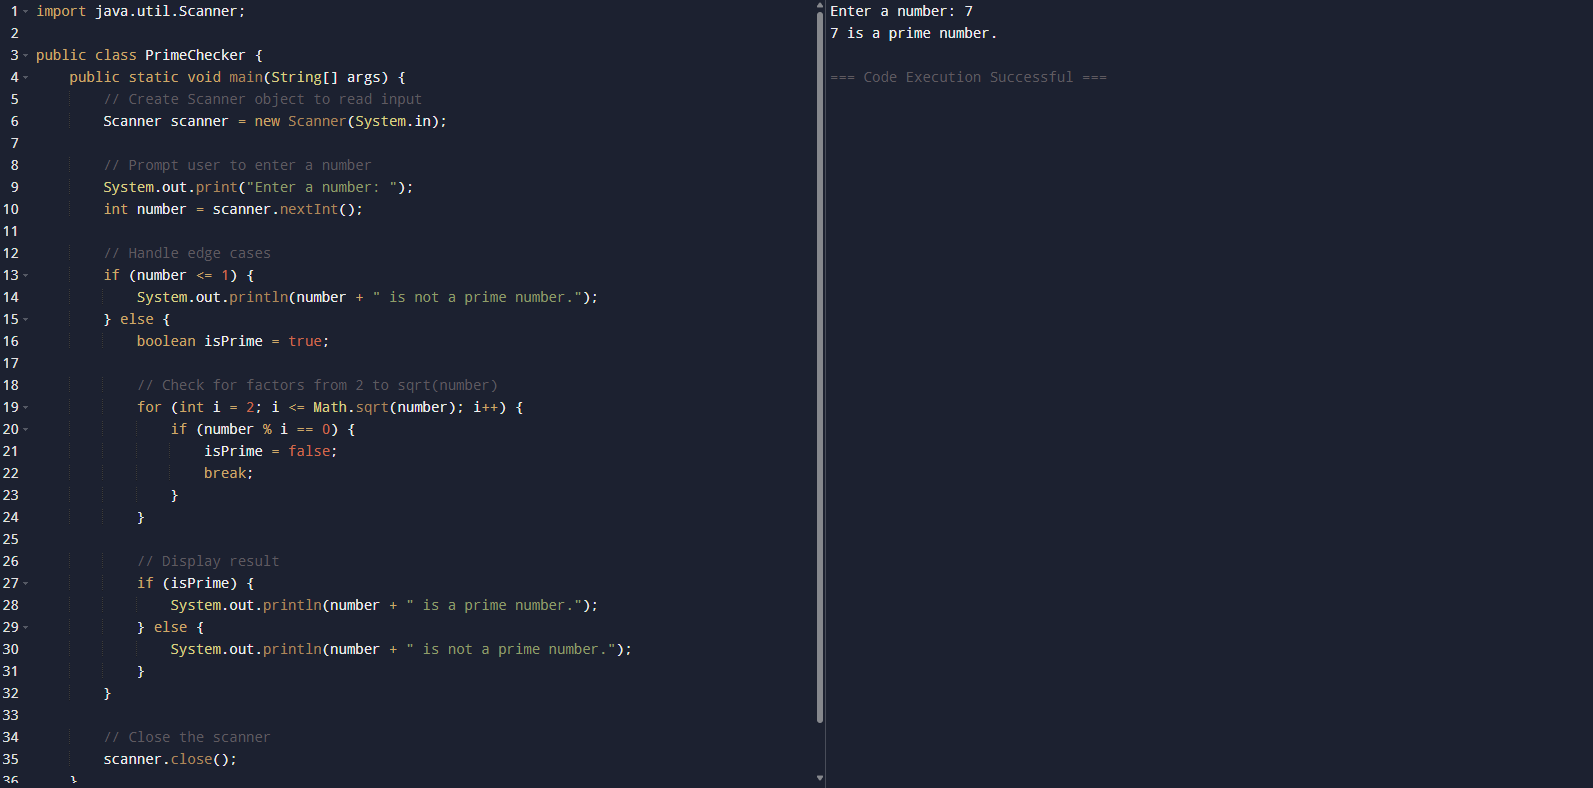 1 import java.util.Scanner;
2
3 public class PrimeChecker {
4     public static void main(String[] args) {
5         // Create Scanner object to read input
6         Scanner scanner = new Scanner(System.in);
7
8         // Prompt user to enter a number
9         System.out.print("Enter a number: ");
10         int number = scanner.nextInt();
11
12         // Handle edge cases
13         if (number <= 1) {
14             System.out.println(number + " is not a prime number.");
15         } else {
16             boolean isPrime = true;
17
18             // Check for factors from 2 to sqrt(number)
19             for (int i = 2; i <= Math.sqrt(number); i++) {
20                 if (number % i == 0) {
21                     isPrime = false;
22                     break;
23                 }
24             }
25
26             // Display result
27             if (isPrime) {
28                 System.out.println(number + " is a prime number.");
29             } else {
30                 System.out.println(number + " is not a prime number.");
31             }
32         }
33
34         // Close the scanner
35         scanner.close();
36     }
Enter a number: 7
7 is a prime number.
=== Code Execution Successful ===